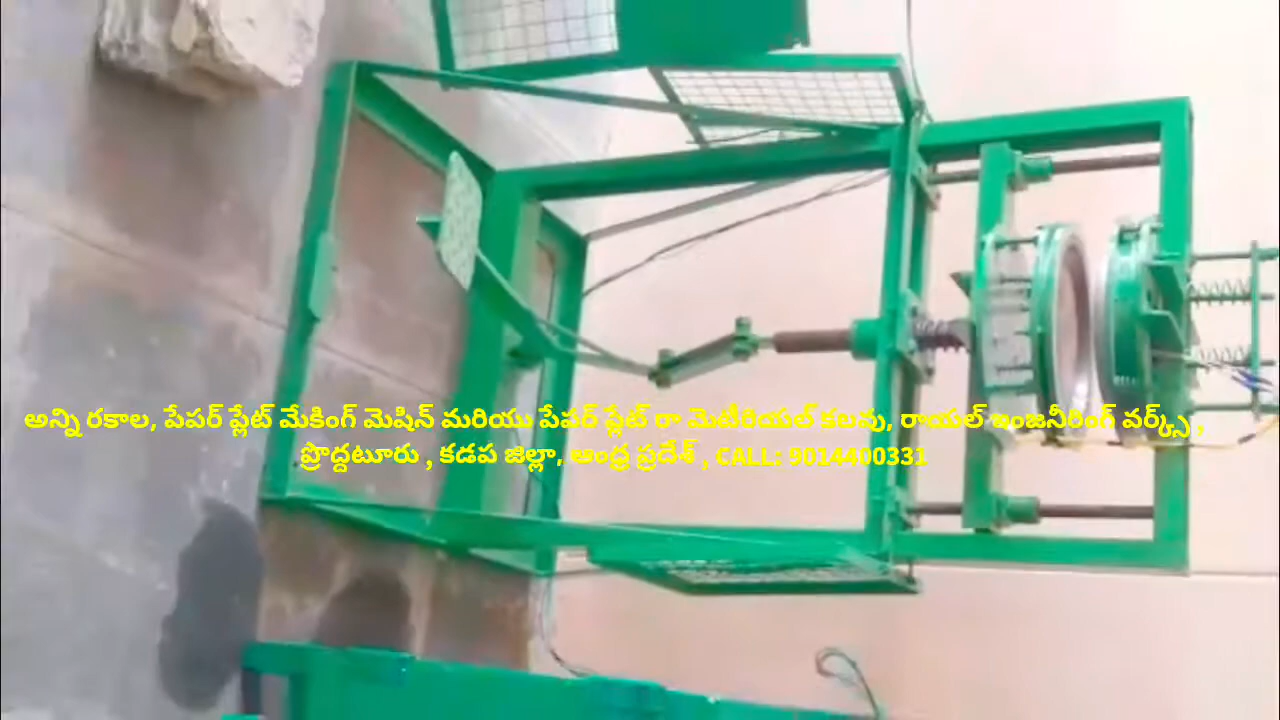 అన్ని రకాల, పేపర్ ప్లేట్ మేకింగ్ మెషిన్ మరియు పేపర్ ప్లేట్ రా మెటీరియల్ కలవు, రాయల్ ఇంజనీరింగ్ వర్క్స్ ,
ప్రొద్దటూరు , కడప జిల్లా, ఆంధ్ర ప్రదేశ్ , CALL: 9014400331